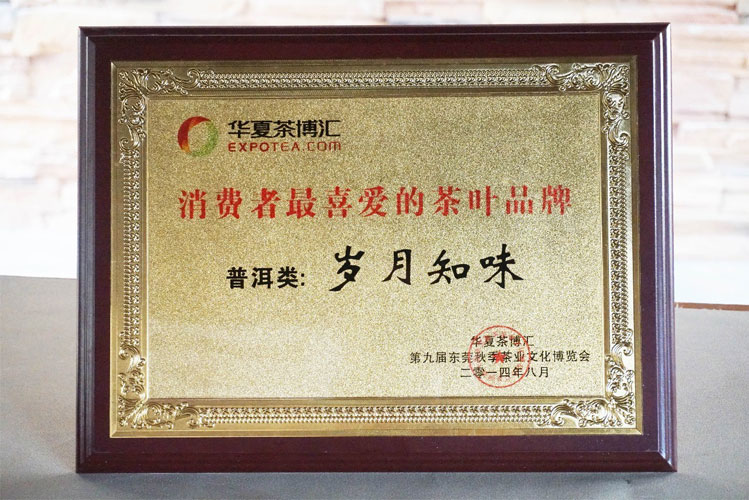 华夏茶博汇
EXPOTEA.COM
消费者最喜爱的茶叶品牌
普洱类: 岁月知味
华夏茶博汇
第九届东莞秋季茶业文化博览会
二零一四年八月